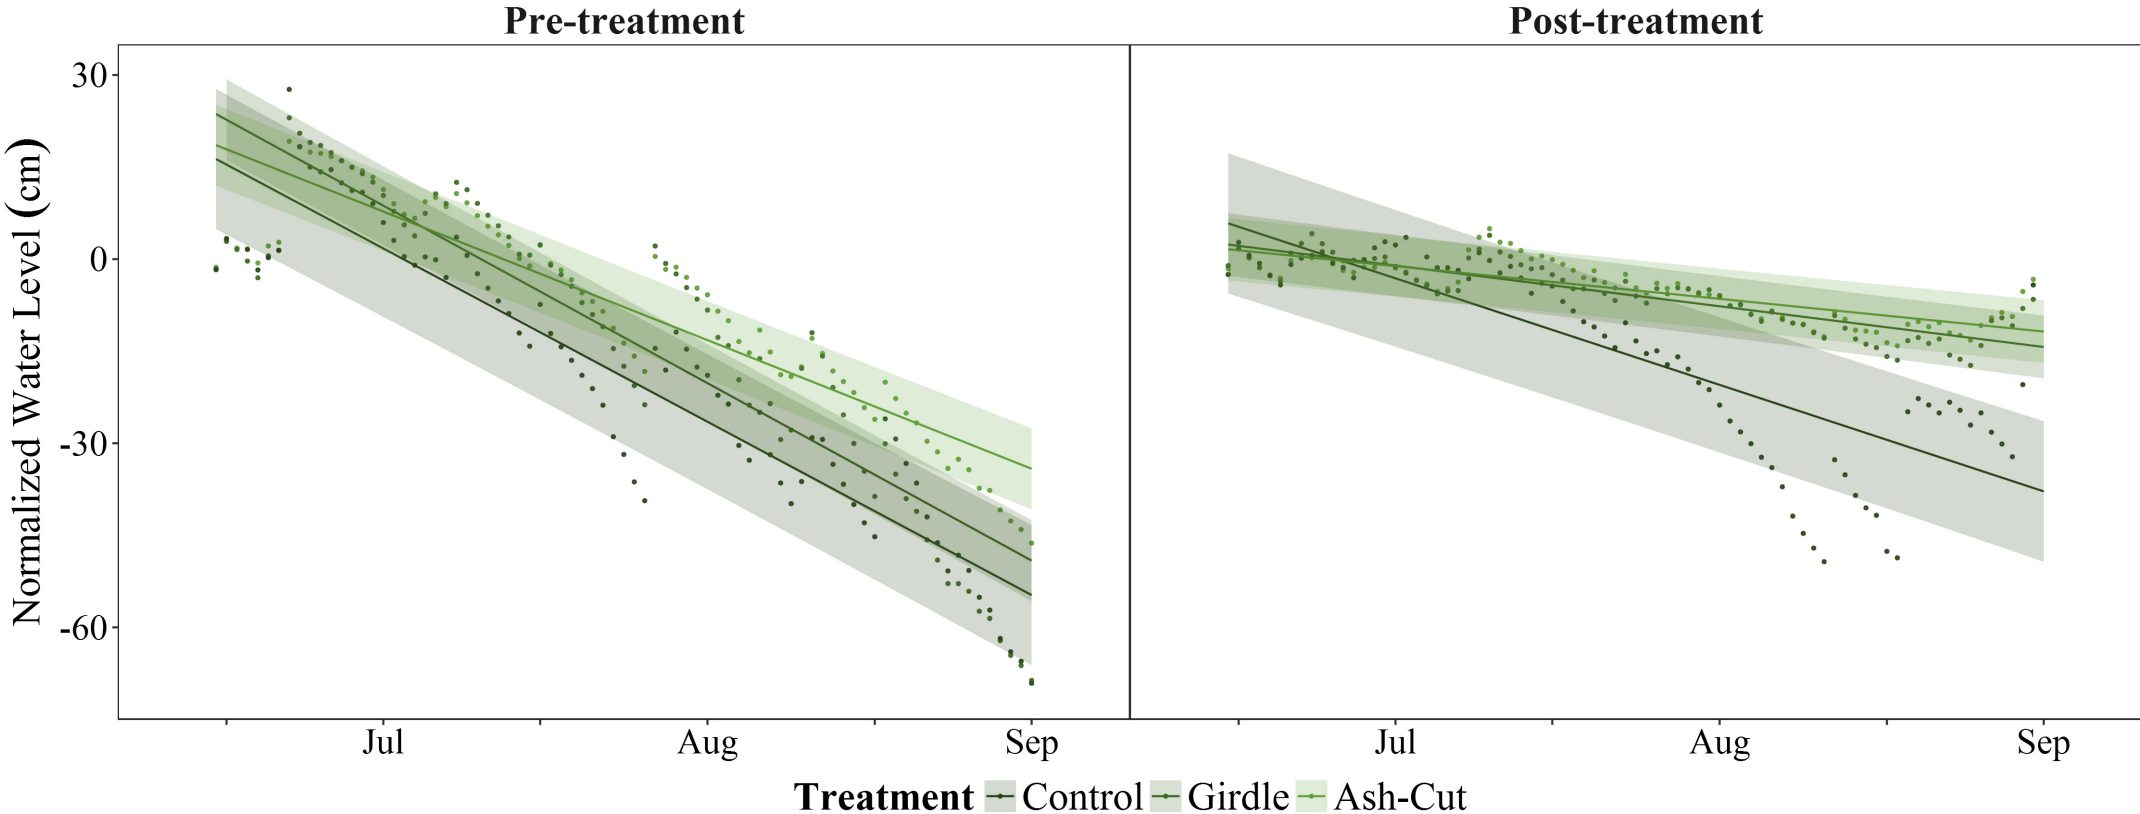 Pre-treatment
Post-treatment
Normalized Water Level (cm)
30
0
-30
-60
Jul
Aug
Sep
Jul
Aug
Sep
Treatment Control Girdle Ash-Cut